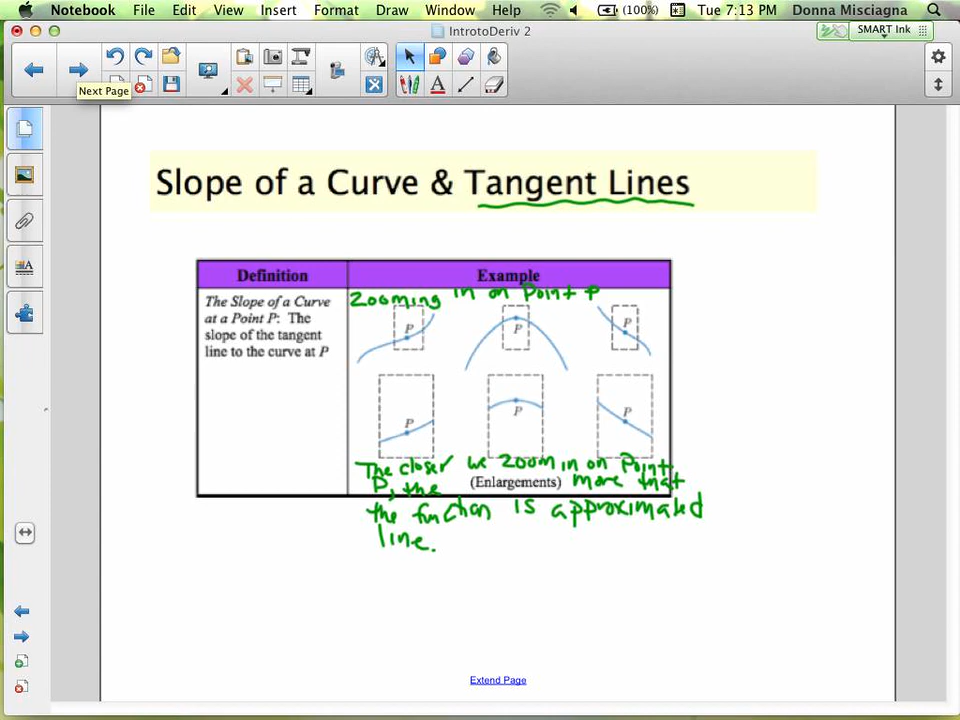 Notebook File Edit View Insert Format Draw Window Help (100%) Tue 7:13 PM Donna Misciagna
IntrotoDeriv 2
SMART Ink
Next Page
Slope of a Curve & Tangent Lines
Definition Example
Zooming in on Point P
The Slope of a Curve
at a Point P: The
slope of the tangent
line to the curve at P
P P P
P P P
The closer we zoom in on Point
P, the (Enlargements) more that
the function is approximated
line.
Extend Page